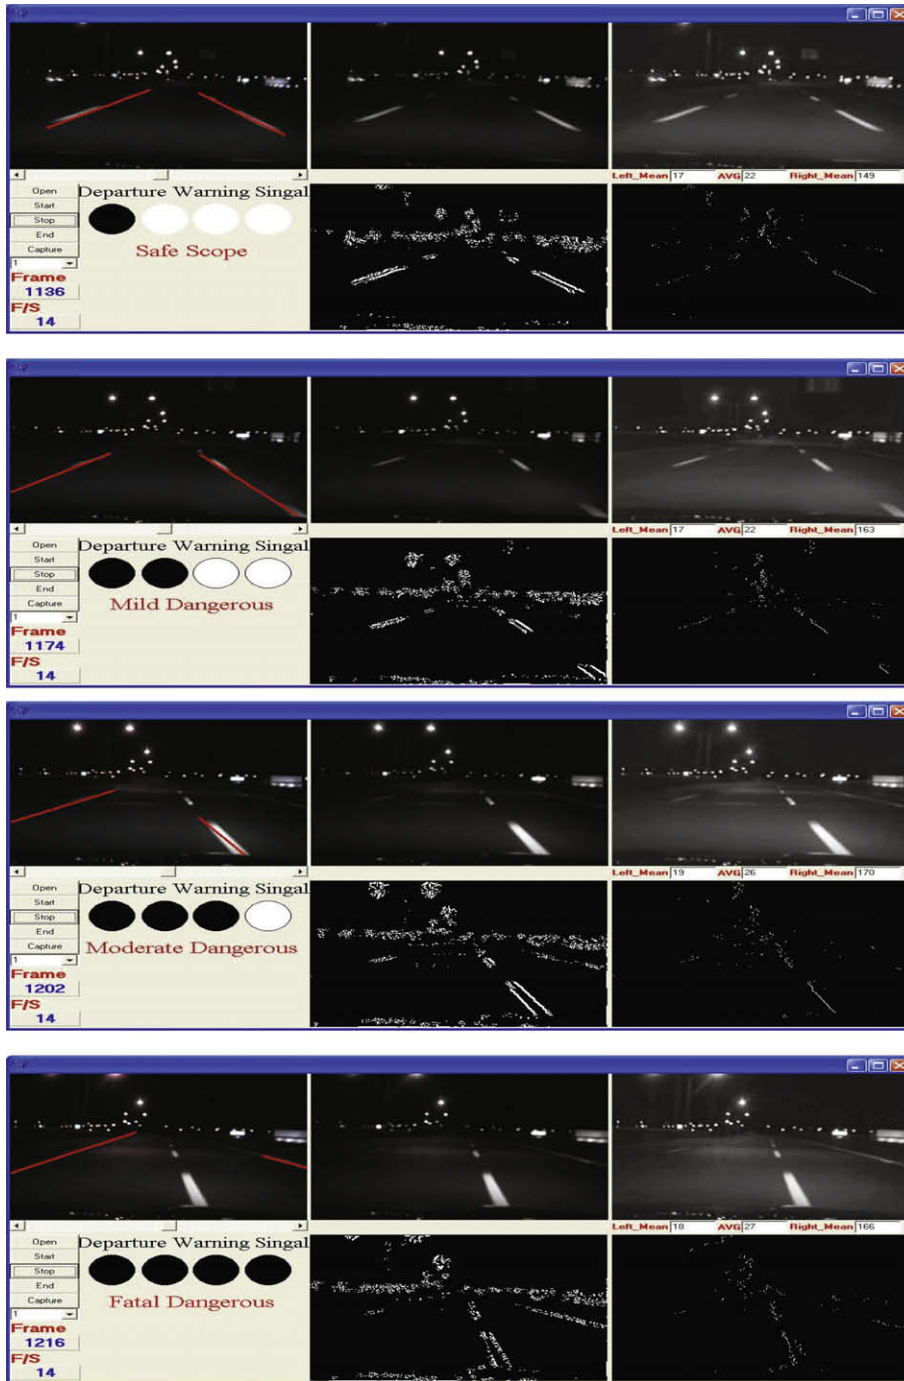 Left_Mean 17 AVG 22 Right_Mean 149
Open
Departure Warning Singal
Start
Stop
End
Safe Scope
Capture
1
Frame
1136
F/S
14
Left_Mean 17 AVG 22 Right_Mean 163
Open
Departure Warning Singal
Start
Stop
End
Mild Dangerous
Capture
1
Frame
1174
F/S
14
Left_Mean 19 AVG 26 Right_Mean 170
Open
Departure Warning Singal
Start
Stop
End
Moderate Dangerous
Capture
1
Frame
1202
F/S
14
Left_Mean 18 AVG 27 Right_Mean 166
Open
Departure Warning Singal
Start
Stop
End
Fatal Dangerous
Capture
1
Frame
1216
F/S
14